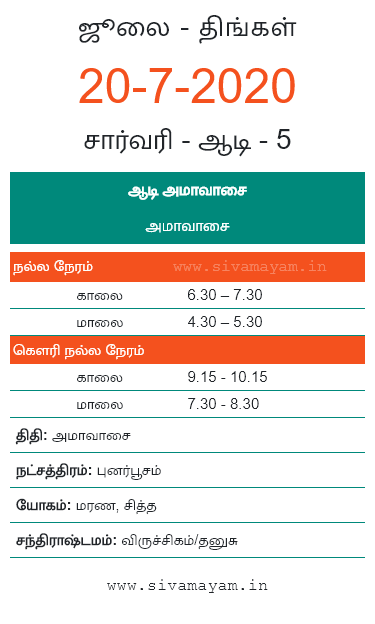 ஜூலை - திங்கள்
20-7-2020
சார்வரி - ஆடி - 5
ஆடி அமாவாசை
அமாவாசை
நல்ல நேரம் www.sivamayam.in
காலை 6.30 – 7.30
மாலை 4.30 – 5.30
கௌரி நல்ல நேரம்
காலை 9.15 - 10.15
மாலை 7.30 - 8.30
திதி: அமாவாசை
நட்சத்திரம்: புனர்பூசம்
யோகம்: மரண, சித்த
சந்திராஷ்டமம்: விருச்சிகம்/தனுசு
www.sivamayam.in